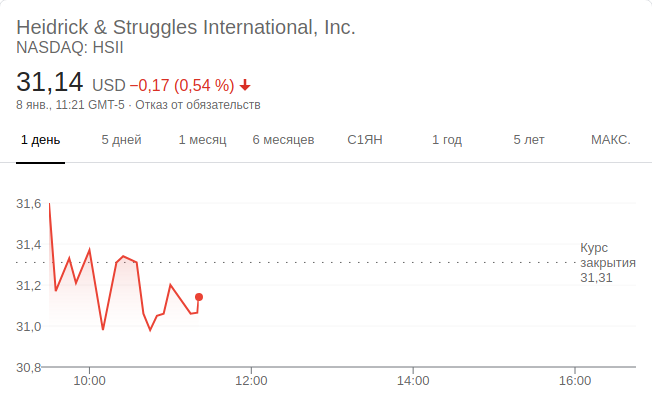 Heidrick & Struggles International, Inc.
NASDAQ: HSII
31,14 USD −0,17 (0,54 %)
8 янв., 11:21 GMT-5 · Отказ от обязательств
1 день 5 дней 1 месяц 6 месяцев С1ЯН 1 год 5 лет МАКС.
31,6
31,4
Курс
закрытия
31,31
31,2
31,0
30,8
10:00 12:00 14:00 16:00